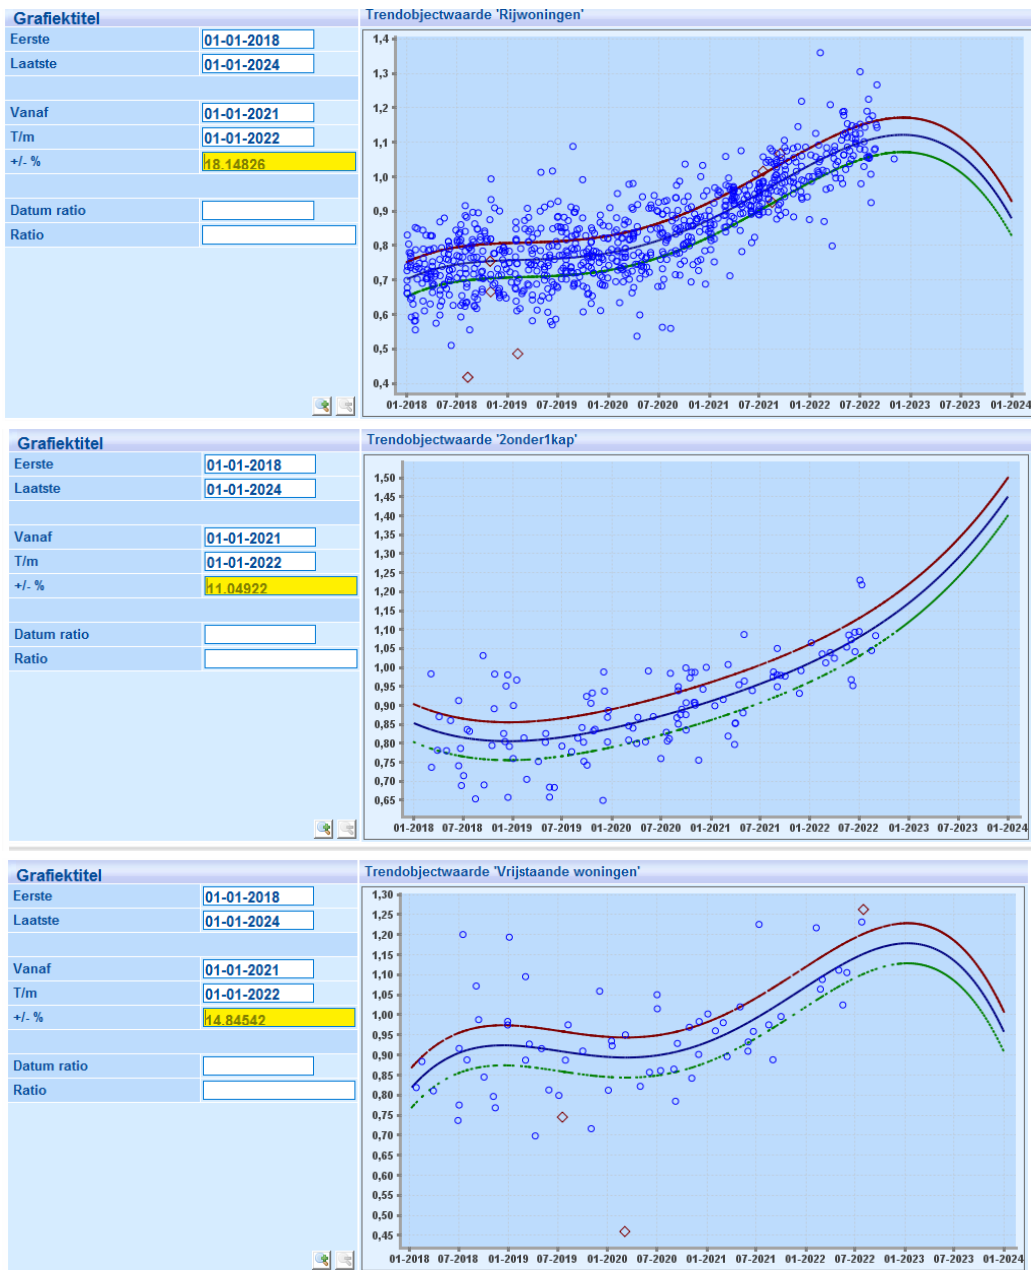 Grafiektitel
Eerste 01-01-2018
Laatste 01-01-2024
Vanaf 01-01-2021
T/m 01-01-2022
+/- % 18.14826
Datum ratio
Ratio
Trendobjectwaarde 'Rijwoningen'
1,4
1,3
1,2
1,1
1,0
0,9
0,8
0,7
0,6
0,5
0,4
01-2018 07-2018 01-2019 07-2019 01-2020 07-2020 01-2021 07-2021 01-2022 07-2022 01-2023 07-2023 01-2024
Grafiektitel
Eerste 01-01-2018
Laatste 01-01-2024
Vanaf 01-01-2021
T/m 01-01-2022
+/- % 11.04922
Datum ratio
Ratio
Trendobjectwaarde '2onder1kap'
1,50
1,45
1,40
1,35
1,30
1,25
1,20
1,15
1,10
1,05
1,00
0,95
0,90
0,85
0,80
0,75
0,70
0,65
01-2018 07-2018 01-2019 07-2019 01-2020 07-2020 01-2021 07-2021 01-2022 07-2022 01-2023 07-2023 01-2024
Grafiektitel
Eerste 01-01-2018
Laatste 01-01-2024
Vanaf 01-01-2021
T/m 01-01-2022
+/- % 14.84542
Datum ratio
Ratio
Trendobjectwaarde 'Vrijstaande woningen'
1,30
1,25
1,20
1,15
1,10
1,05
1,00
0,95
0,90
0,85
0,80
0,75
0,70
0,65
0,60
0,55
0,50
0,45
01-2018 07-2018 01-2019 07-2019 01-2020 07-2020 01-2021 07-2021 01-2022 07-2022 01-2023 07-2023 01-2024